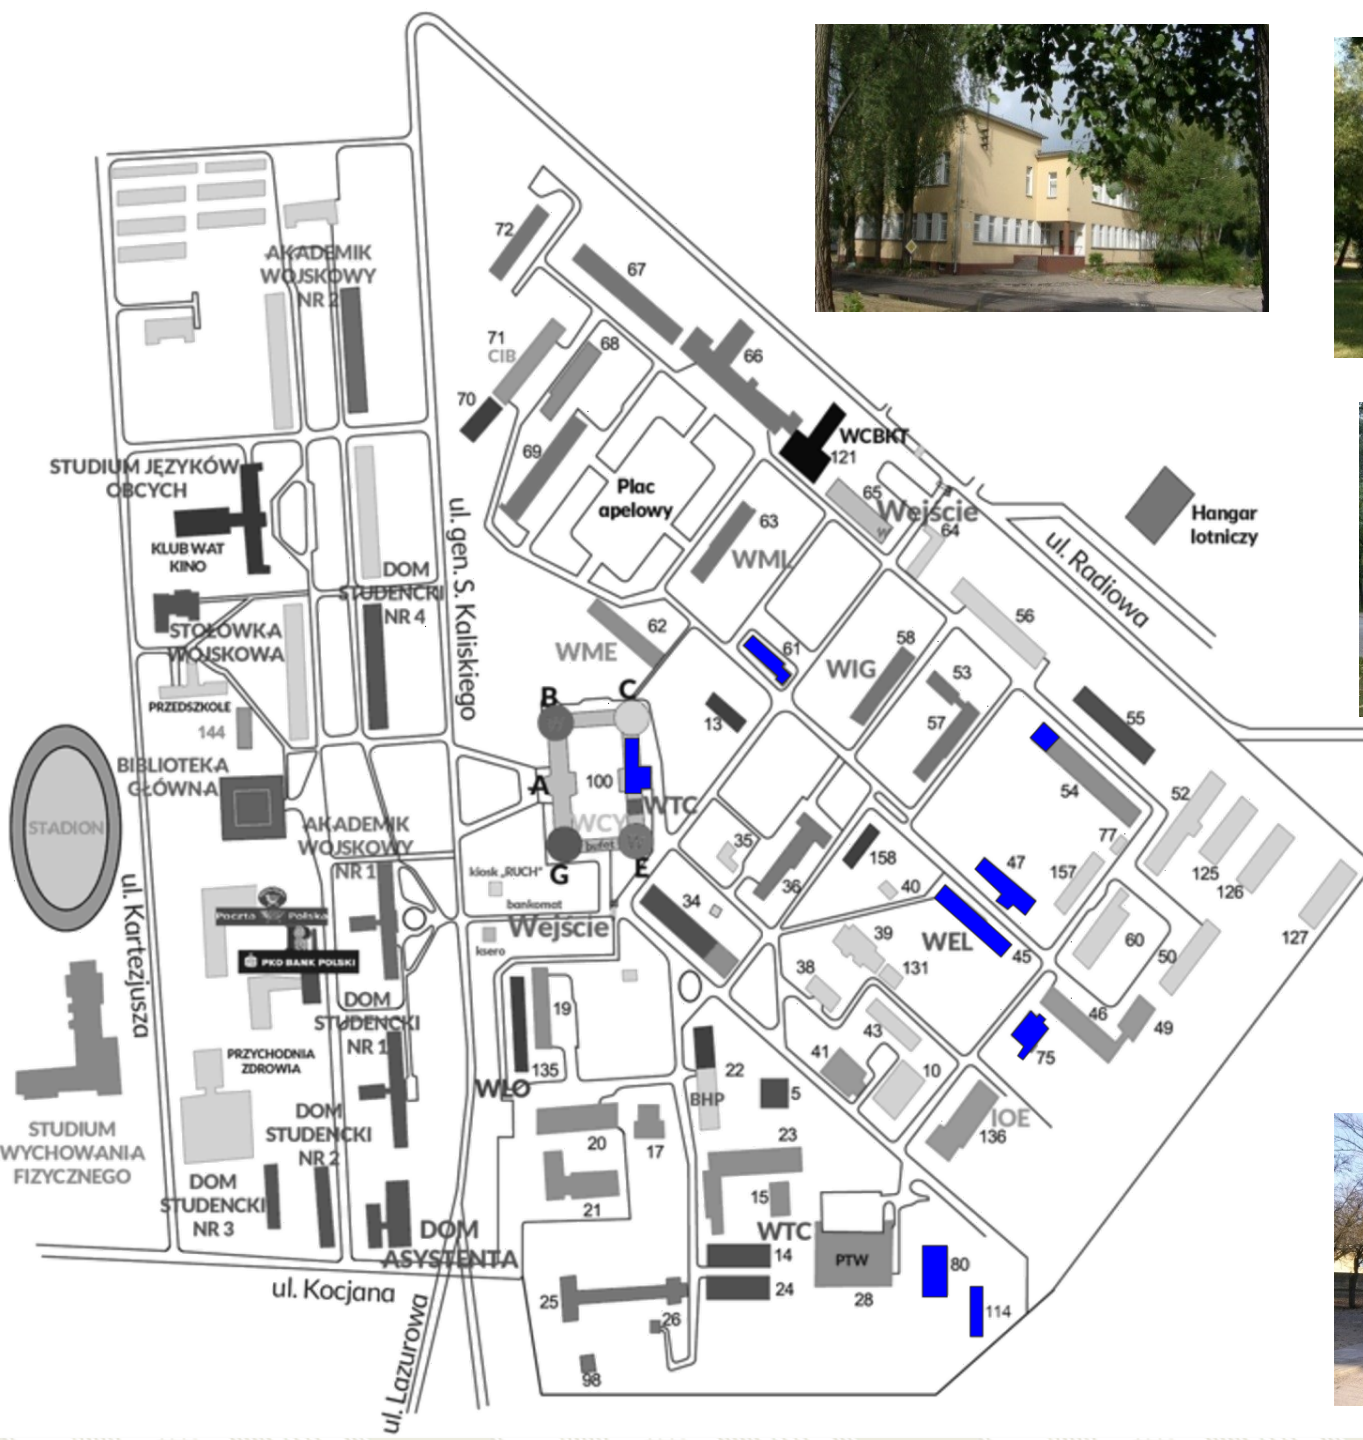 AKADEMIK
WOJSKOWY
NR 2
72
67
71
CIB
68
66
70
69
WCBKT
121
STUDIUM JĘZYKÓW
OBCYCH
KLUB WAT
KINO
Plac
apelowy
65
Wejście
64
63
WML
Hangar
lotniczy
ul. Radiowa
ul. gen. S. Kaliskiego
DOM
STUDENCKI
NR 4
STOŁÓWKA
WOJSKOWA
PRZEDSZKOLE
144
62
WME
61
58
WIG
56
53
57
55
13
B
C
A
100
WTC
WCY
bufet
G
E
54
52
77
125
126
127
BIBLIOTEKA
GŁÓWNA
STADION
AKADEMIK
WOJSKOWY
NR 1
kiosk „RUCH"
bankomat
Wejście
ksero
35
36
158
40
47
157
34
39
WEL
45
60
50
38
131
ul. Kartezjusza
Poczta Polska
PKO BANK POLSKI
DOM
STUDENCKI
NR 1
19
135
WLO
43
46
49
75
41
10
22
BHP
5
PRZYCHODNIA
ZDROWIA
IOE
136
STUDIUM
WYCHOWANIA
FIZYCZNEGO
DOM
STUDENCKI
NR 2
20
17
23
21
15
DOM
STUDENCKI
NR 3
DOM
ASYSTENTA
WTC
14
24
PTW
28
80
114
ul. Kocjana
25
26
98
ul. Lazurowa